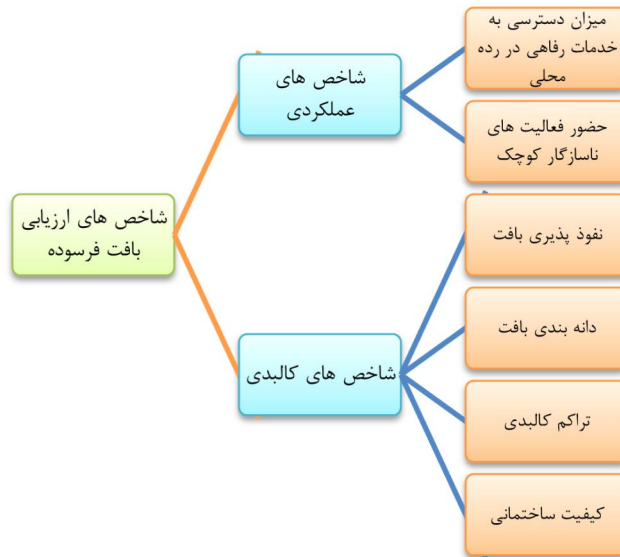 شاخص های ارزیابی
بافت فرسوده
شاخص های
عملکردی
میزان دسترسی به
خدمات رفاهی در رده
محلی
حضور فعالیت های
ناسازگار کوچک
شاخص های کالبدی
نفوذ پذیری بافت
دانه بندی بافت
تراکم کالبدی
کیفیت ساختمانی